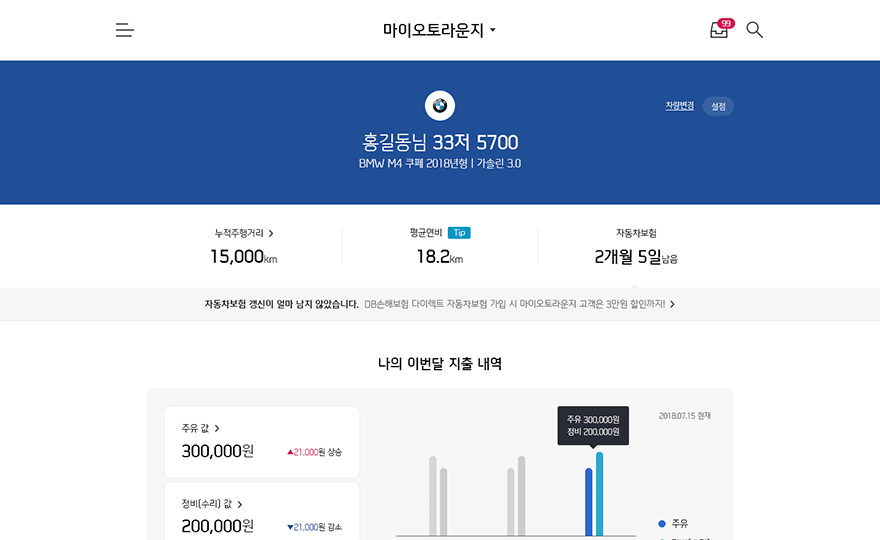 마이오토라운지
99
차량변경 설정
홍길동님 33저 5700
BMW M4 쿠페 2018년형 | 가솔린 3.0
누적주행거리
15,000km
평균연비 Tip
18.2km
자동차보험
2개월 5일남음
자동차보험 갱신이 얼마 남지 않았습니다. DB손해보험 다이렉트 자동차보험 가입 시 마이오토라운지 고객은 3만원 할인까지!
나의 이번달 지출 내역
주유 값
300,000원 ▲21,000원 상승
정비(수리) 값
200,000원 ▼21,000원 감소
주유 300,000원
정비 200,000원
2018.07.15 현재
주유